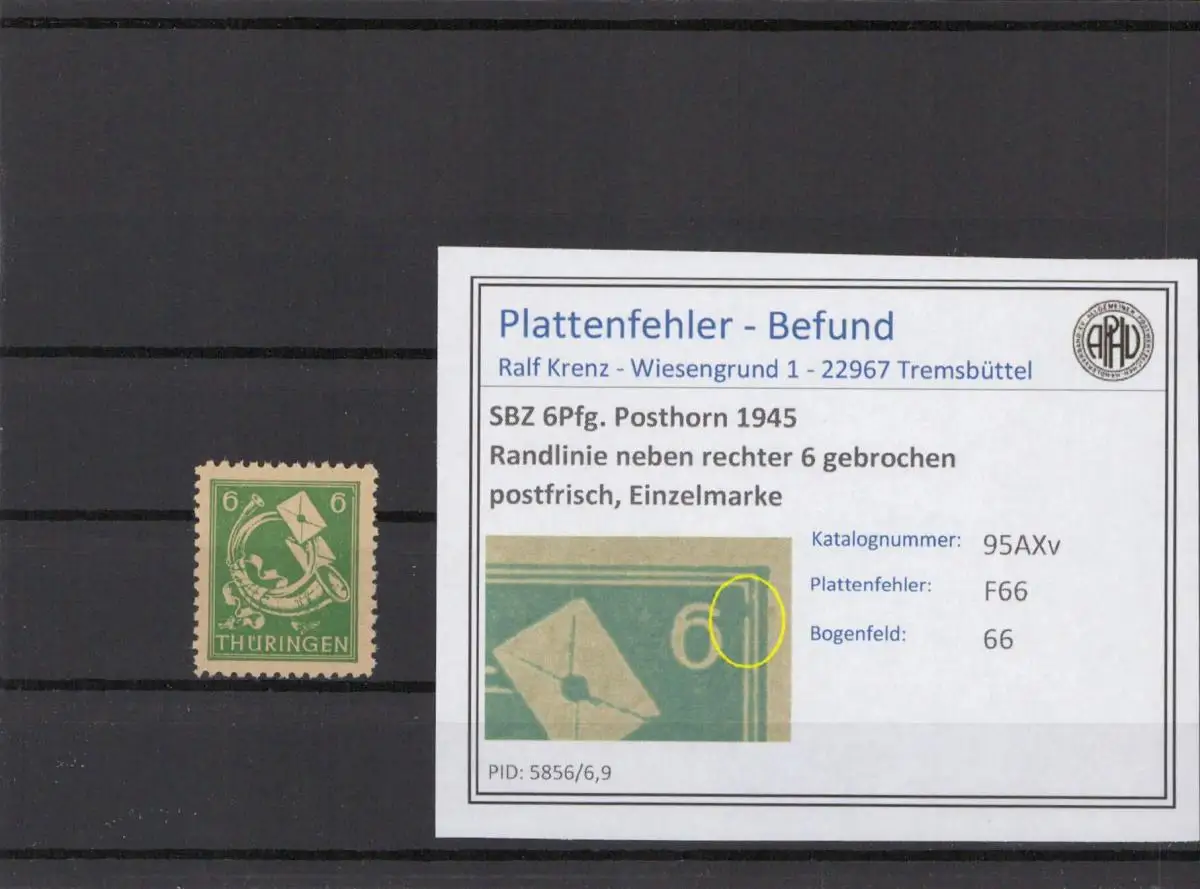 6 6
THÜRINGEN
Plattenfehler - Befund
Ralf Krenz - Wiesengrund 1 - 22967 Tremsbüttel
APHV
SBZ 6Pfg. Posthorn 1945
Randlinie neben rechter 6 gebrochen
postfrisch, Einzelmarke
6
Katalognummer: 95AXv
Plattenfehler: F66
Bogenfeld: 66
PID: 5856/6,9